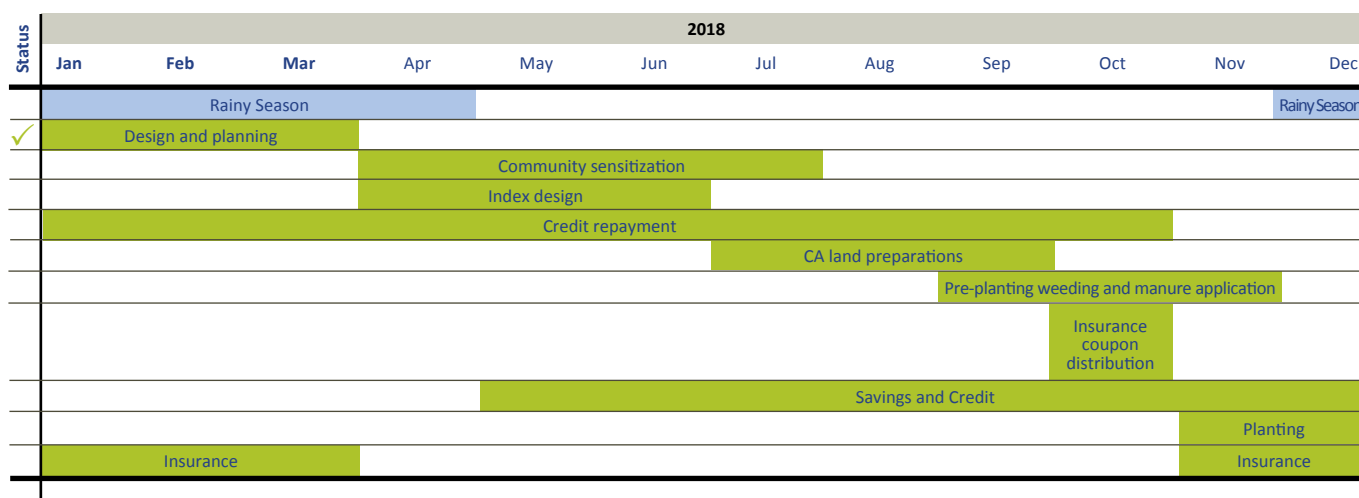 Status
2018
Jan Feb Mar Apr May Jun Jul Aug Sep Oct Nov Dec
Rainy Season Rainy Season
Design and planning
Community sensitization
Index design
Credit repayment
CA land preparations
Pre-planting weeding and manure application
Insurance
coupon
distribution
Savings and Credit
Planting
Insurance Insurance